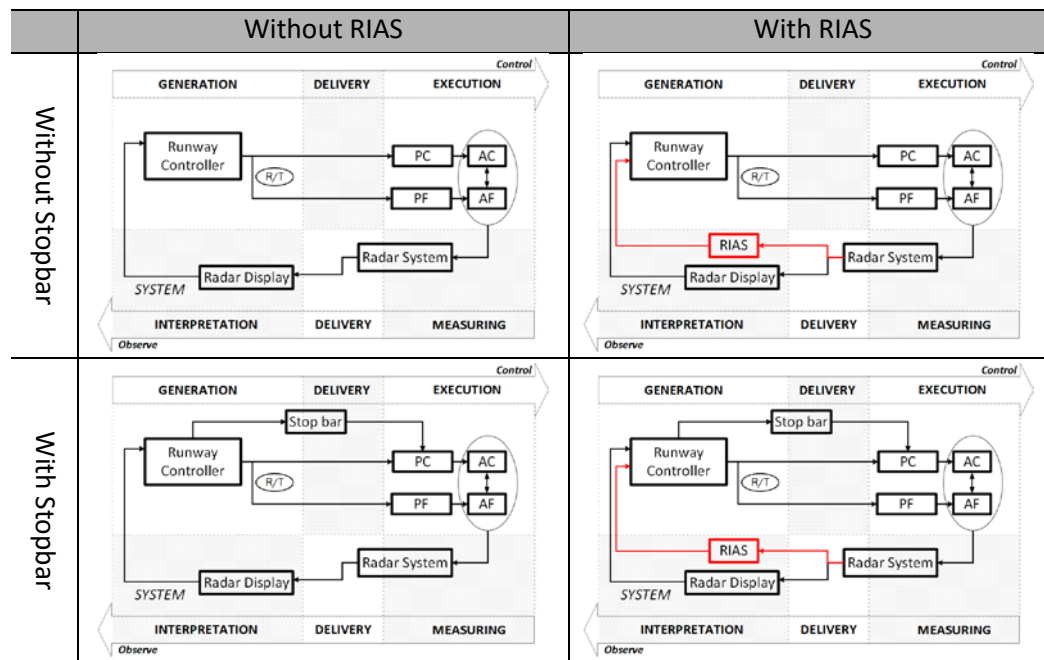 Without RIAS
With RIAS
Without Stopbar
Control
GENERATION DELIVERY EXECUTION
Runway
Controller
PC AC
R/T
PF AF
Radar System
Radar Display
SYSTEM
INTERPRETATION DELIVERY MEASURING
Observe
Control
GENERATION DELIVERY EXECUTION
Runway
Controller
PC AC
R/T
PF AF
RIAS
Radar System
Radar Display
SYSTEM
INTERPRETATION DELIVERY MEASURING
Observe
With Stopbar
Control
GENERATION DELIVERY EXECUTION
Stop bar
Runway
Controller
PC AC
R/T
PF AF
Radar System
Radar Display
SYSTEM
INTERPRETATION DELIVERY MEASURING
Observe
Control
GENERATION DELIVERY EXECUTION
Stop bar
Runway
Controller
PC AC
R/T
PF AF
RIAS
Radar System
Radar Display
SYSTEM
INTERPRETATION DELIVERY MEASURING
Observe